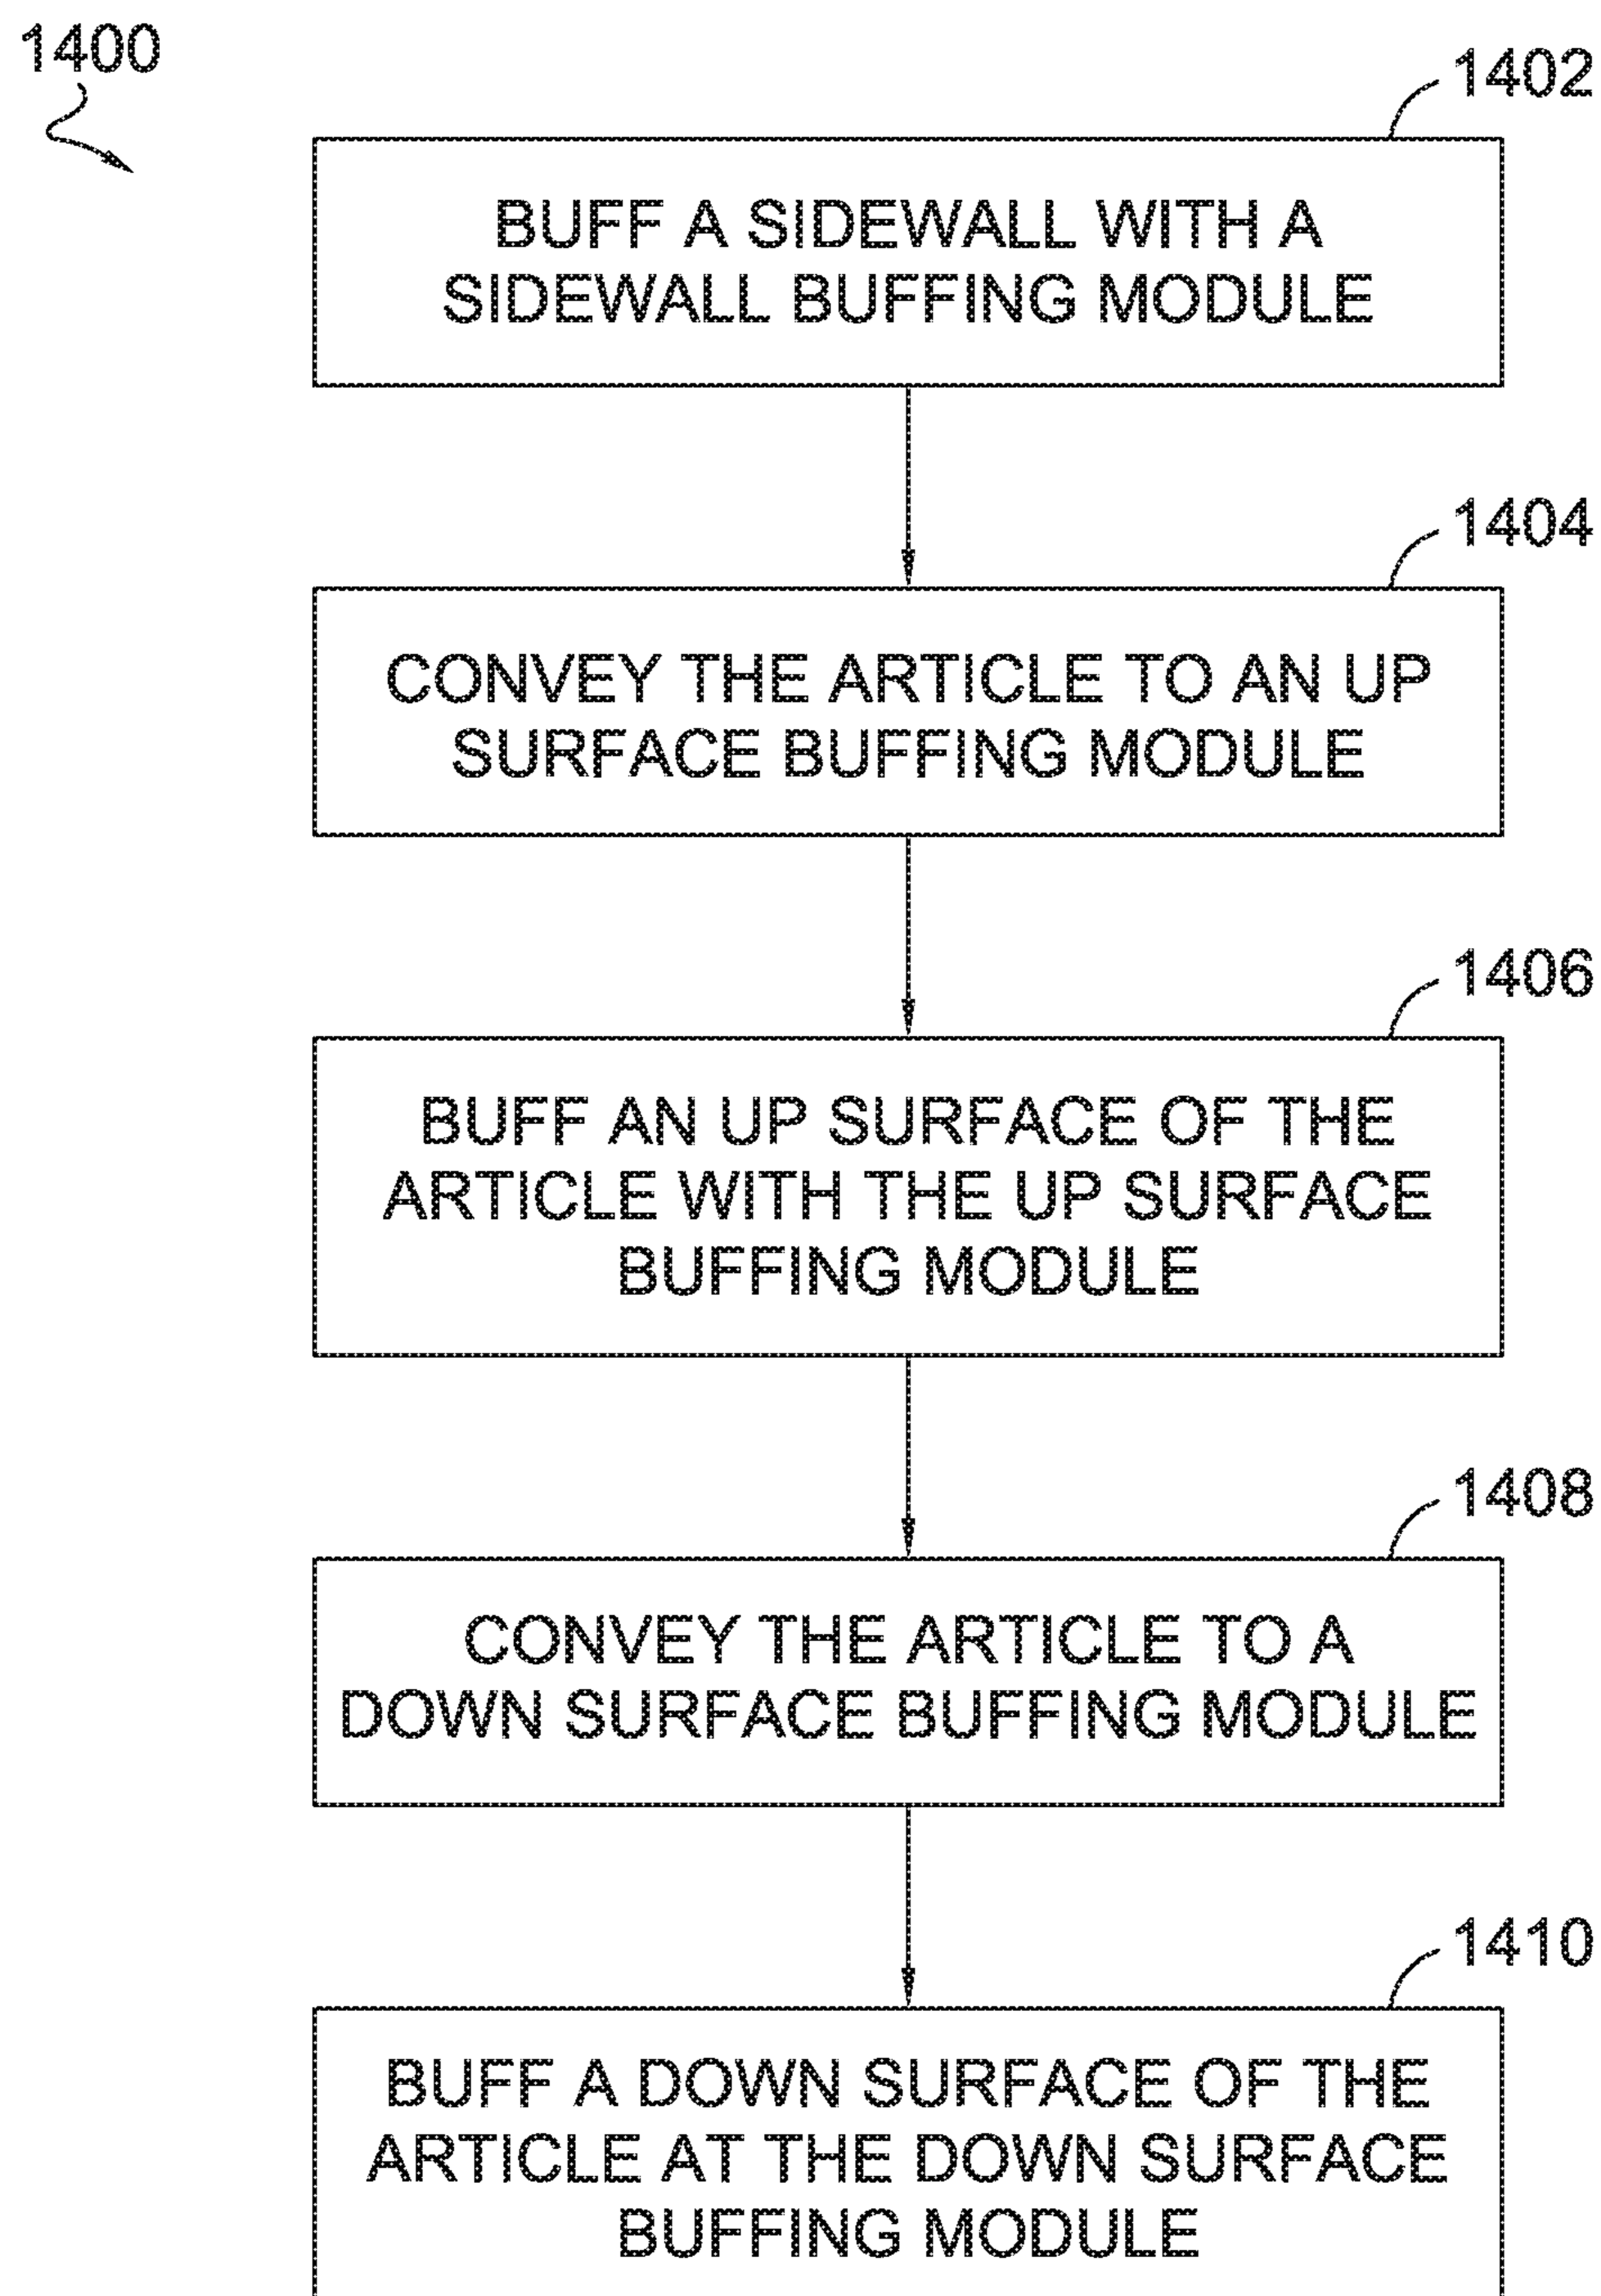 1400
1402
BUFF A SIDEWALL WITH A
SIDEWALL BUFFING MODULE
1404
CONVEY THE ARTICLE TO AN UP
SURFACE BUFFING MODULE
1406
BUFF AN UP SURFACE OF THE
ARTICLE WITH THE UP SURFACE
BUFFING MODULE
1408
CONVEY THE ARTICLE TO A
DOWN SURFACE BUFFING MODULE
1410
BUFF A DOWN SURFACE OF THE
ARTICLE AT THE DOWN SURFACE
BUFFING MODULE